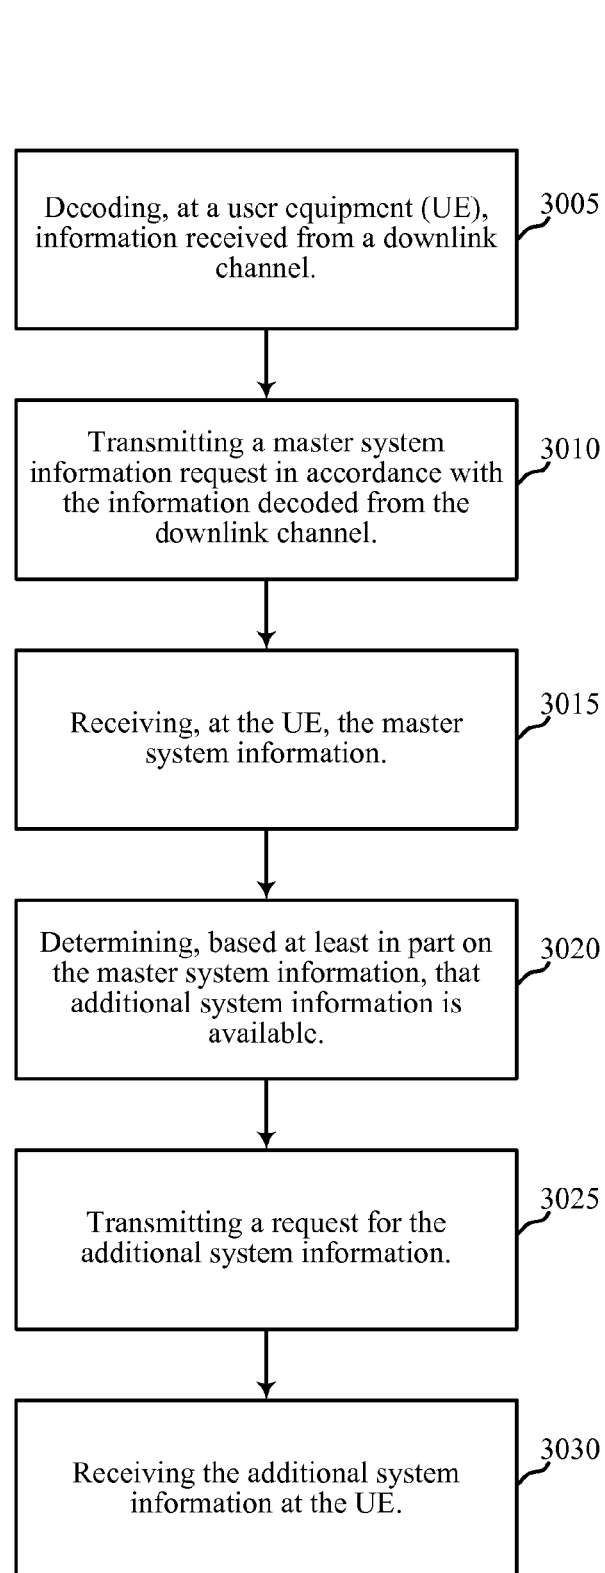 Decoding, at a user equipment (UE),
information received from a downlink
channel.
3005
Transmitting a master system
information request in accordance with
the information decoded from the
downlink channel.
3010
Receiving, at the UE, the master
system information.
3015
Determining, based at least in part on
the master system information, that
additional system information is
available.
3020
Transmitting a request for the
additional system information.
3025
Receiving the additional system
information at the UE.
3030